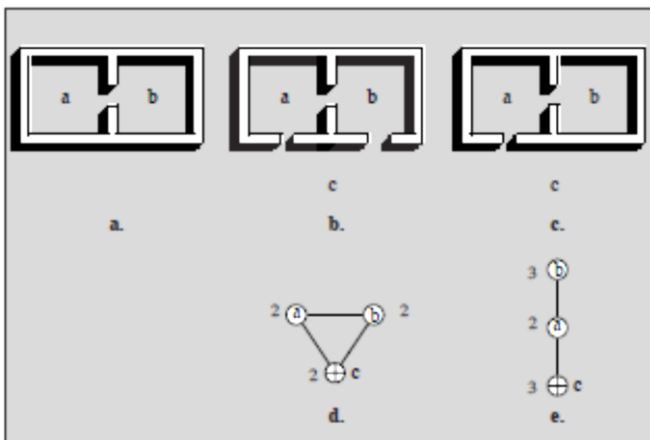 a b a b a b
c c
a. b. c.
3 b
2 a b 2 2 a
2 c 3 c
d. e.